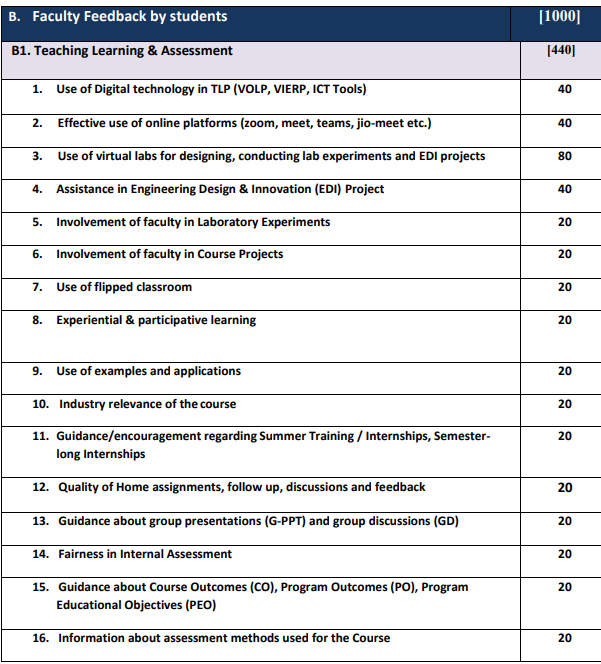 B. Faculty Feedback by students [1000]
B1. Teaching Learning & Assessment [440]
1. Use of Digital technology in TLP (VOLP, VIERP, ICT Tools) 40
2. Effective use of online platforms (zoom, meet, teams, jio-meet etc.) 40
3. Use of virtual labs for designing, conducting lab experiments and EDI projects 80
4. Assistance in Engineering Design & Innovation (EDI) Project 40
5. Involvement of faculty in Laboratory Experiments 20
6. Involvement of faculty in Course Projects 20
7. Use of flipped classroom 20
8. Experiential & participative learning 20
9. Use of examples and applications 20
10. Industry relevance of the course 20
11. Guidance/encouragement regarding Summer Training / Internships, Semester- 20
long Internships
12. Quality of Home assignments, follow up, discussions and feedback 20
13. Guidance about group presentations (G-PPT) and group discussions (GD) 20
14. Fairness in Internal Assessment 20
15. Guidance about Course Outcomes (CO), Program Outcomes (PO), Program 20
Educational Objectives (PEO)
16. Information about assessment methods used for the Course 20